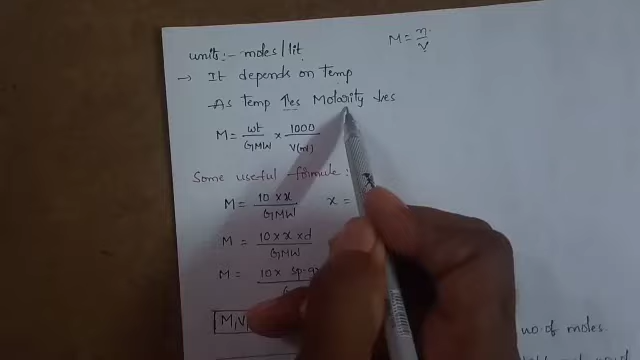 units:- moles/lit
M = n/V
→ It depends on Temp
As Temp ↑es Molarity ↓es
M = wt/GMW × 1000/V(ml)
Some useful formula:
M = 10 × x/GMW x =
M = 10 × x × d/GMW
M = 10 × sp.gr
no. of moles.